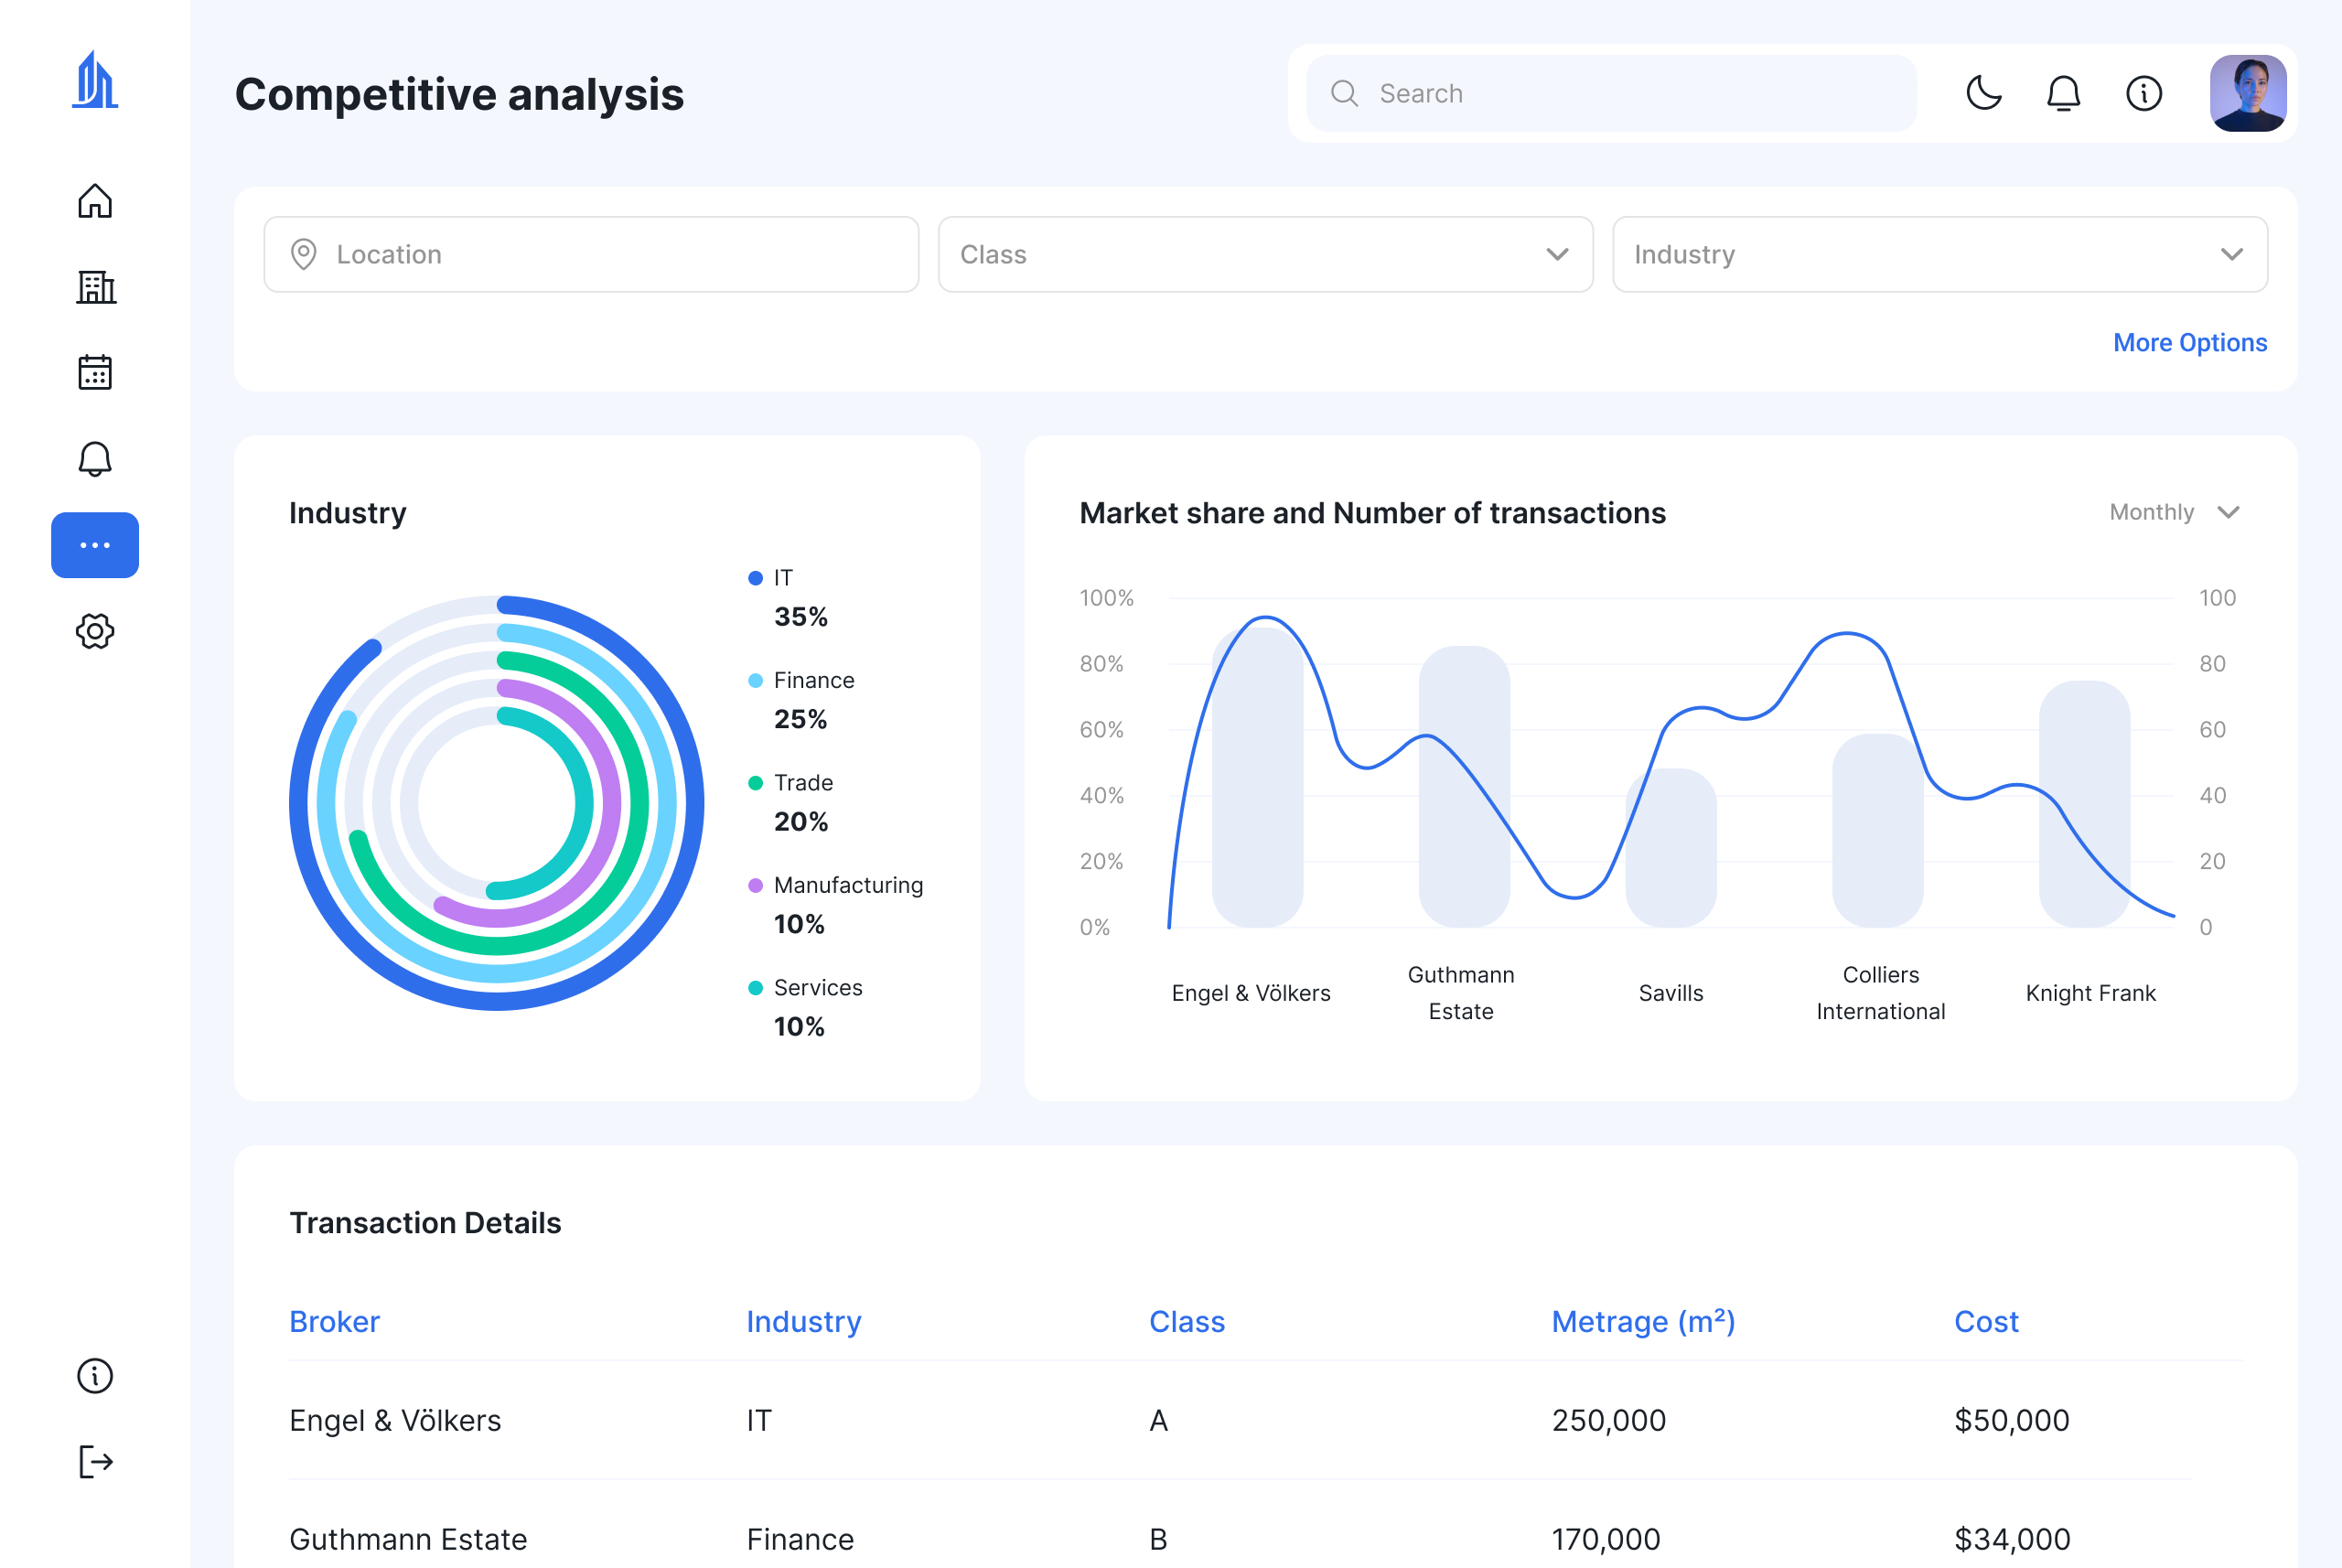 Competitive analysis
Search
Location
Class
Industry
More Options
Industry
IT
35%
Finance
25%
Trade
20%
Manufacturing
10%
Services
10%
Market share and Number of transactions
Monthly
100%
80%
60%
40%
20%
0%
100
80
60
40
20
0
Engel & Völkers
Guthmann
Estate
Savills
Colliers
International
Knight Frank
Transaction Details
Broker Industry Class Metrage (m²) Cost
Engel & Völkers IT A 250,000 $50,000
Guthmann Estate Finance B 170,000 $34,000